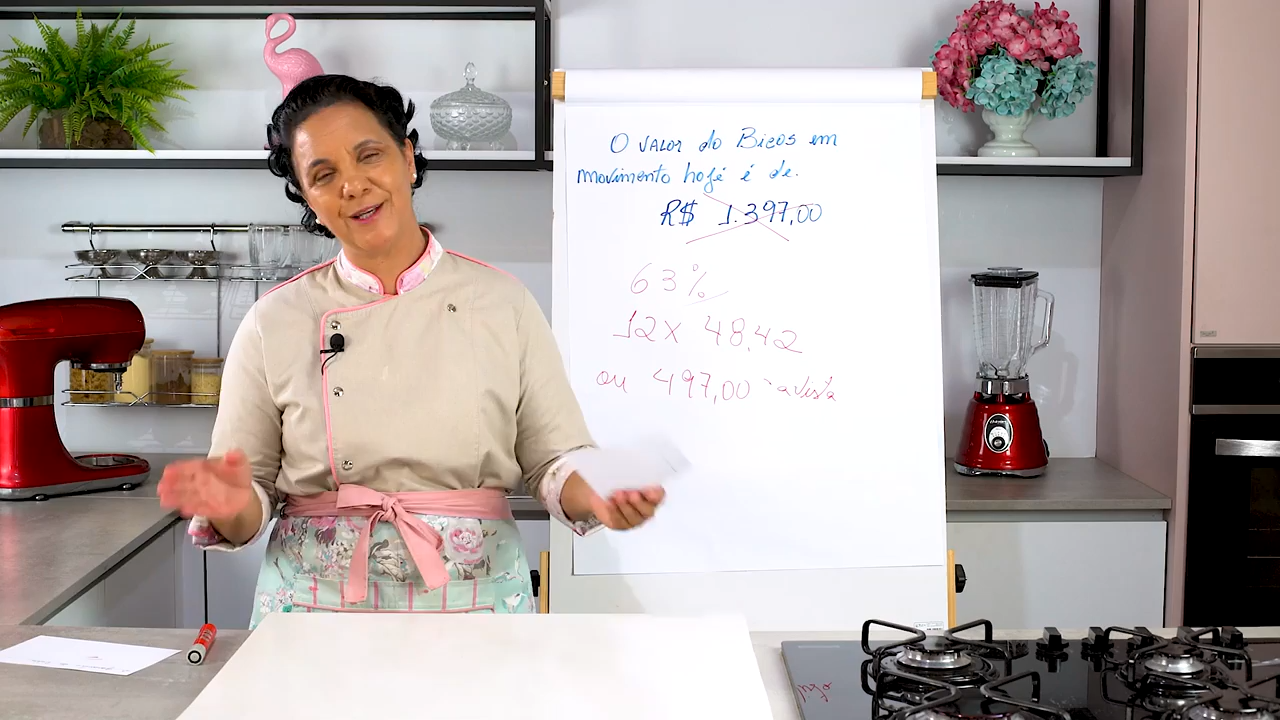 O VALOR do Bicos em
movimento hoje é de.
R$ 1.397,00
63%
12x 48,42
ou 497,00 a vista